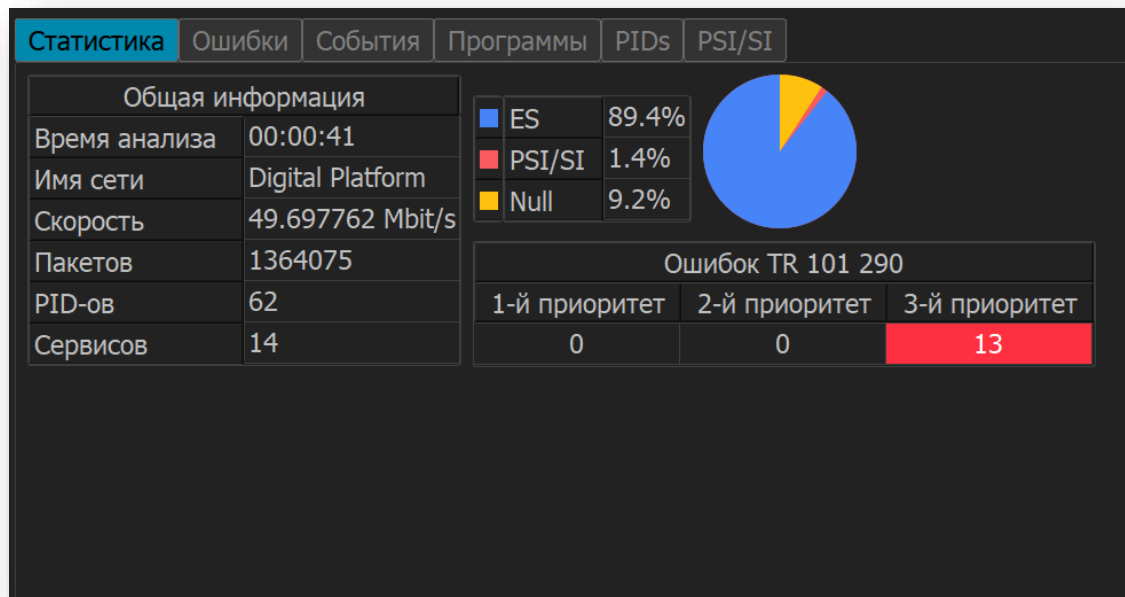 Статистика Ошибки События Программы PIDs PSI/SI
Общая информация
Время анализа 00:00:41
Имя сети Digital Platform
Скорость 49.697762 Mbit/s
Пакетов 1364075
PID-ов 62
Сервисов 14
ES 89.4%
PSI/SI 1.4%
Null 9.2%
Ошибок TR 101 290
1-й приоритет 2-й приоритет 3-й приоритет
0 0 13